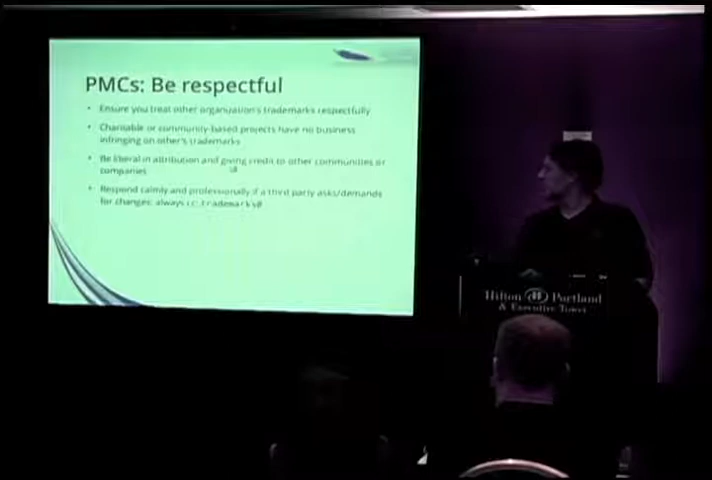 PMCs: Be respectful
• Ensure you treat other organization's trademarks respectfully
• Charitable or community-based projects have no business
infringing on other's trademarks
• Be liberal in attribution and giving credit to other communities or
companies
• Respond calmly and professionally if a third party asks/demands
for changes; always cc: trademarks@
Hilton Portland
& Executive Tower